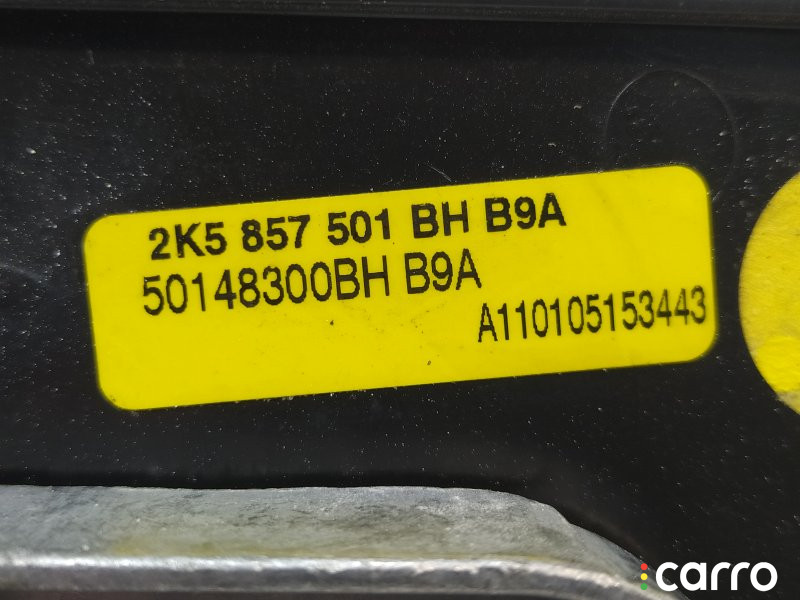 2K5 857 501 BH B9A
50148300BH B9A
A110105153443
carro